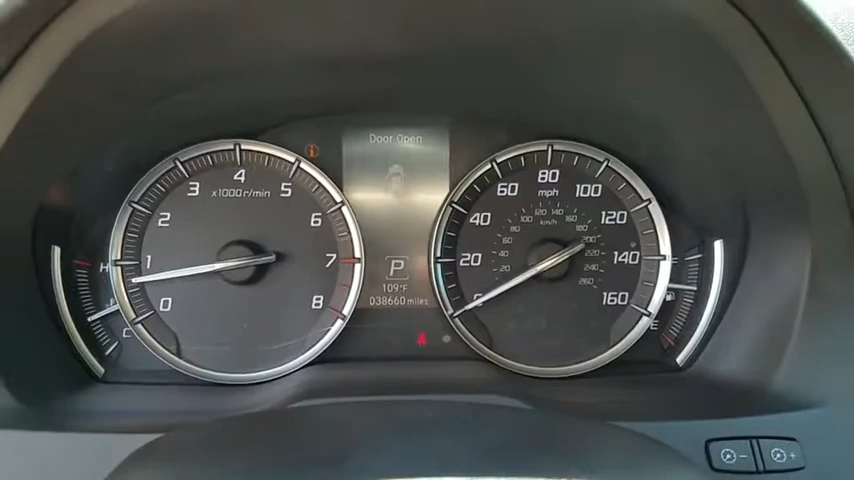 Door Open
i
0 1 2 3 4 5 6 7 8
x1000r/min
H
C
P
109°F
038660 miles
0 20 40 60 80 100 120 140 160
mph
20 40 60 80 100 120 140 160 180 200 220 240 260
km/h
F
E
−
+